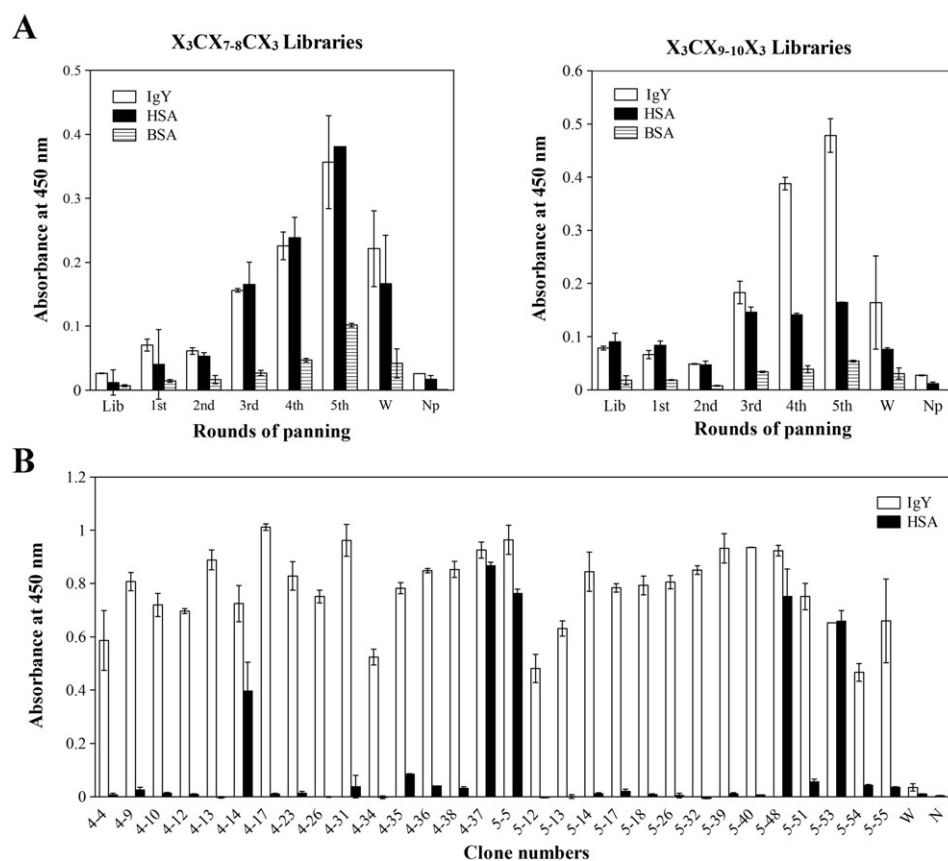 A
X3CX7-8CX3 Libraries
0.5
0.4
0.3
0.2
0.1
0
Absorbance at 450 nm
IgY
HSA
BSA
Lib 1st 2nd 3rd 4th 5th W Np
Rounds of panning
X3CX9-10X3 Libraries
0.6
0.5
0.4
0.3
0.2
0.1
0
Absorbance at 450 nm
IgY
HSA
BSA
Lib 1st 2nd 3rd 4th 5th W Np
Rounds of panning
B
1.2
1
0.8
0.6
0.4
0.2
0
Absorbance at 450 nm
IgY
HSA
4-4 4-9 4-10 4-12 4-13 4-14 4-17 4-23 4-26 4-31 4-34 4-35 4-36 4-38 4-37 5-5 5-12 5-13 5-14 5-17 5-18 5-26 5-32 5-39 5-40 5-48 5-51 5-53 5-54 5-55 W N
Clone numbers